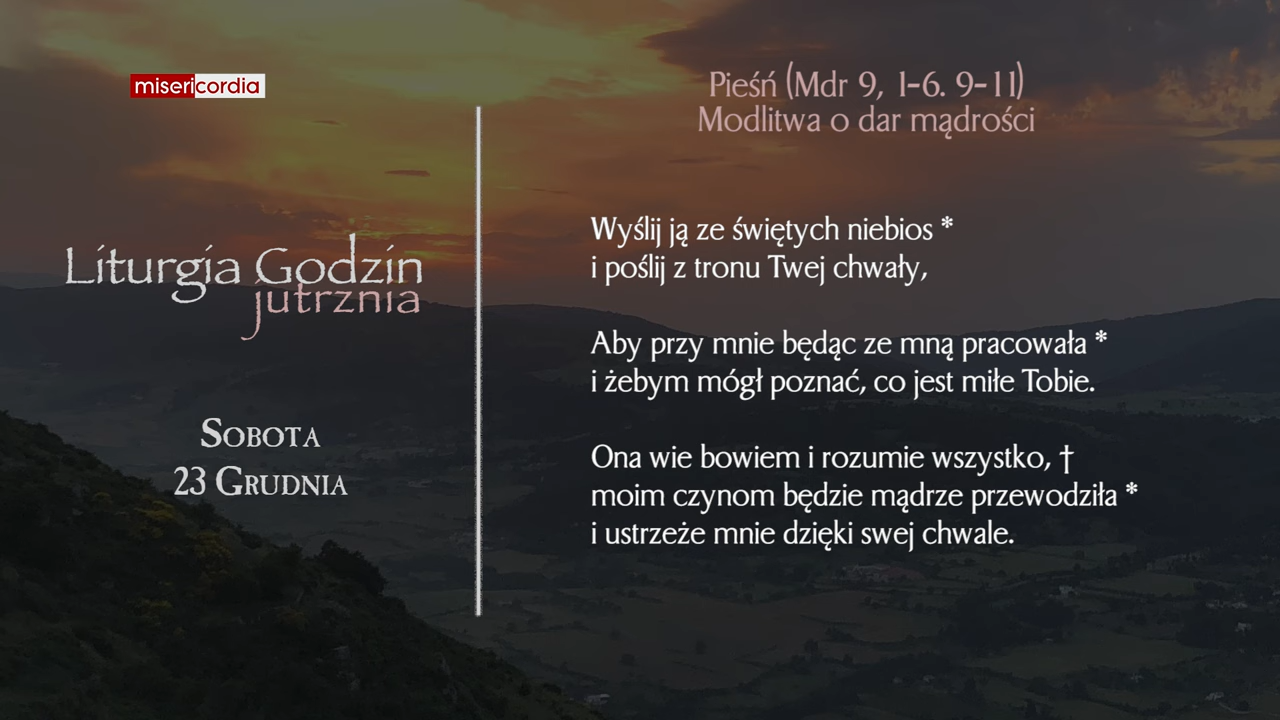 misericordia
Liturgia Godzin
jutrznia
Sobota
23 Grudnia
Pieśń (Mdr 9, 1-6. 9-11)
Modlitwa o dar mądrości
Wyślij ją ze świętych niebios *
i poślij z tronu Twej chwały,
Aby przy mnie będąc ze mną pracowała *
i żebym mógł poznać, co jest miłe Tobie.
Ona wie bowiem i rozumie wszystko, †
moim czynom będzie mądrze przewodziła *
i ustrzeże mnie dzięki swej chwale.